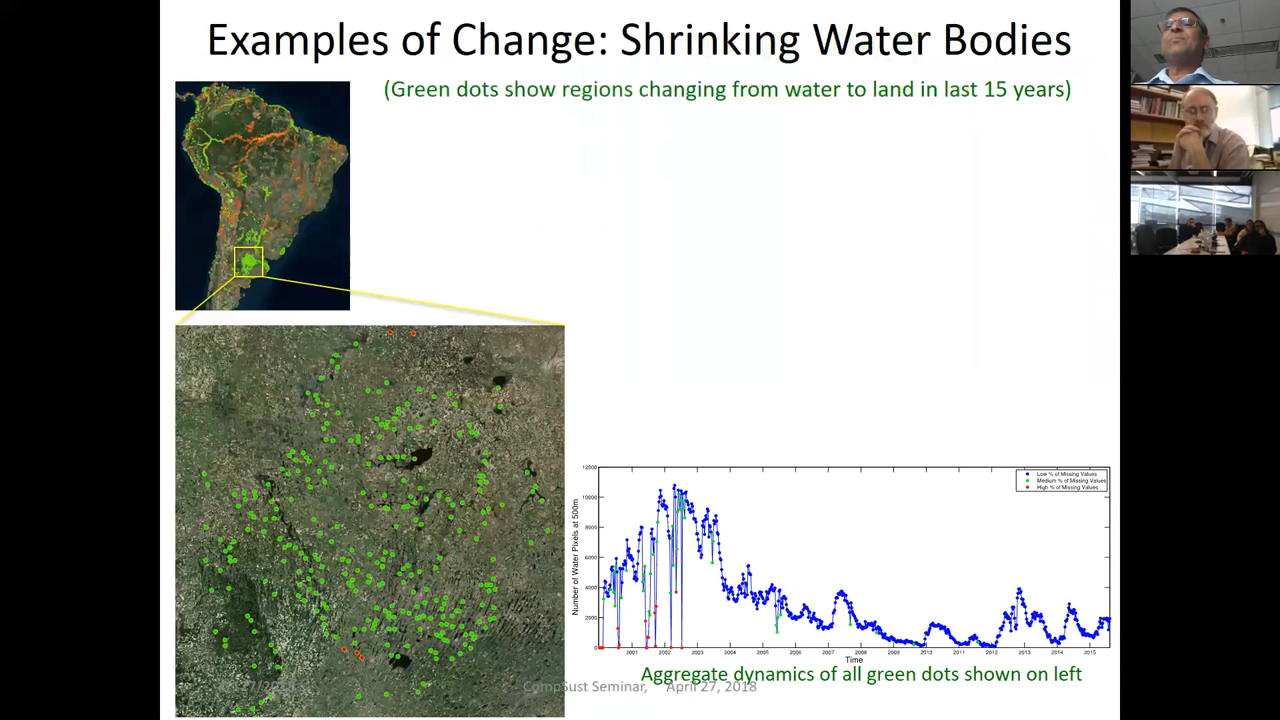 Examples of Change: Shrinking Water Bodies
(Green dots show regions changing from water to land in last 15 years)
12000
10000
8000
6000
4000
2000
0
Number of Water Pixels at 500m
Low % of Missing Values
Medium % of Missing Values
High % of Missing Values
2001 2002 2003 2004 2005 2006 2007 2008 2009 2010 2011 2012 2013 2014 2015
Time
Aggregate dynamics of all green dots shown on left
CompSust Seminar, April 27, 2018